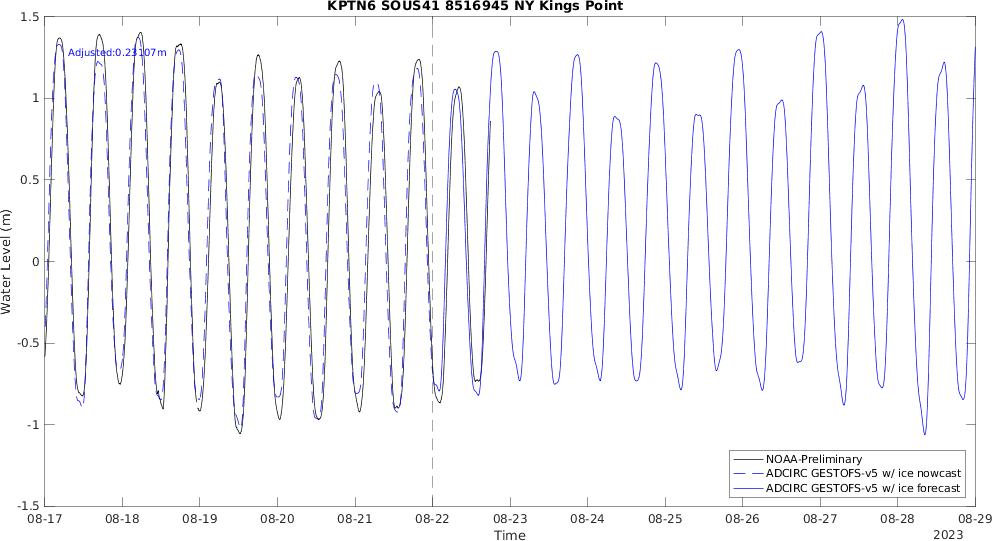 KPTN6 SOUS41 8516945 NY Kings Point
Adjusted:0.23107m
Water Level (m)
1.5
1
0.5
0
-0.5
-1
-1.5
NOAA-Preliminary
ADCIRC GESTOFS-v5 w/ ice nowcast
ADCIRC GESTOFS-v5 w/ ice forecast
08-17 08-18 08-19 08-20 08-21 08-22 08-23 08-24 08-25 08-26 08-27 08-28 08-29
Time
2023